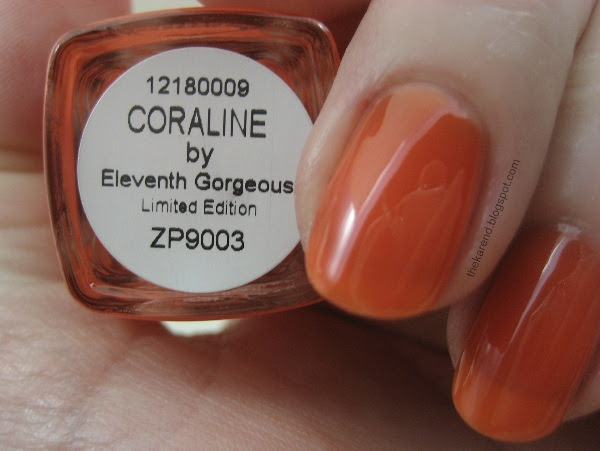 12180009
CORALINE
by
Eleventh Gorgeous
Limited Edition
ZP9003
thekarend.blogspot.com